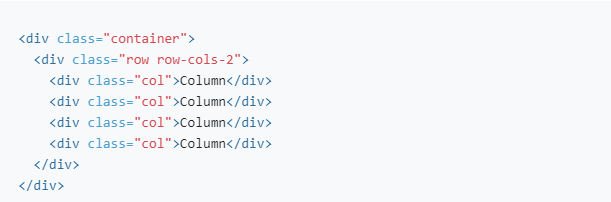 <div class="container">
  <div class="row row-cols-2">
    <div class="col">Column</div>
    <div class="col">Column</div>
    <div class="col">Column</div>
    <div class="col">Column</div>
  </div>
</div>